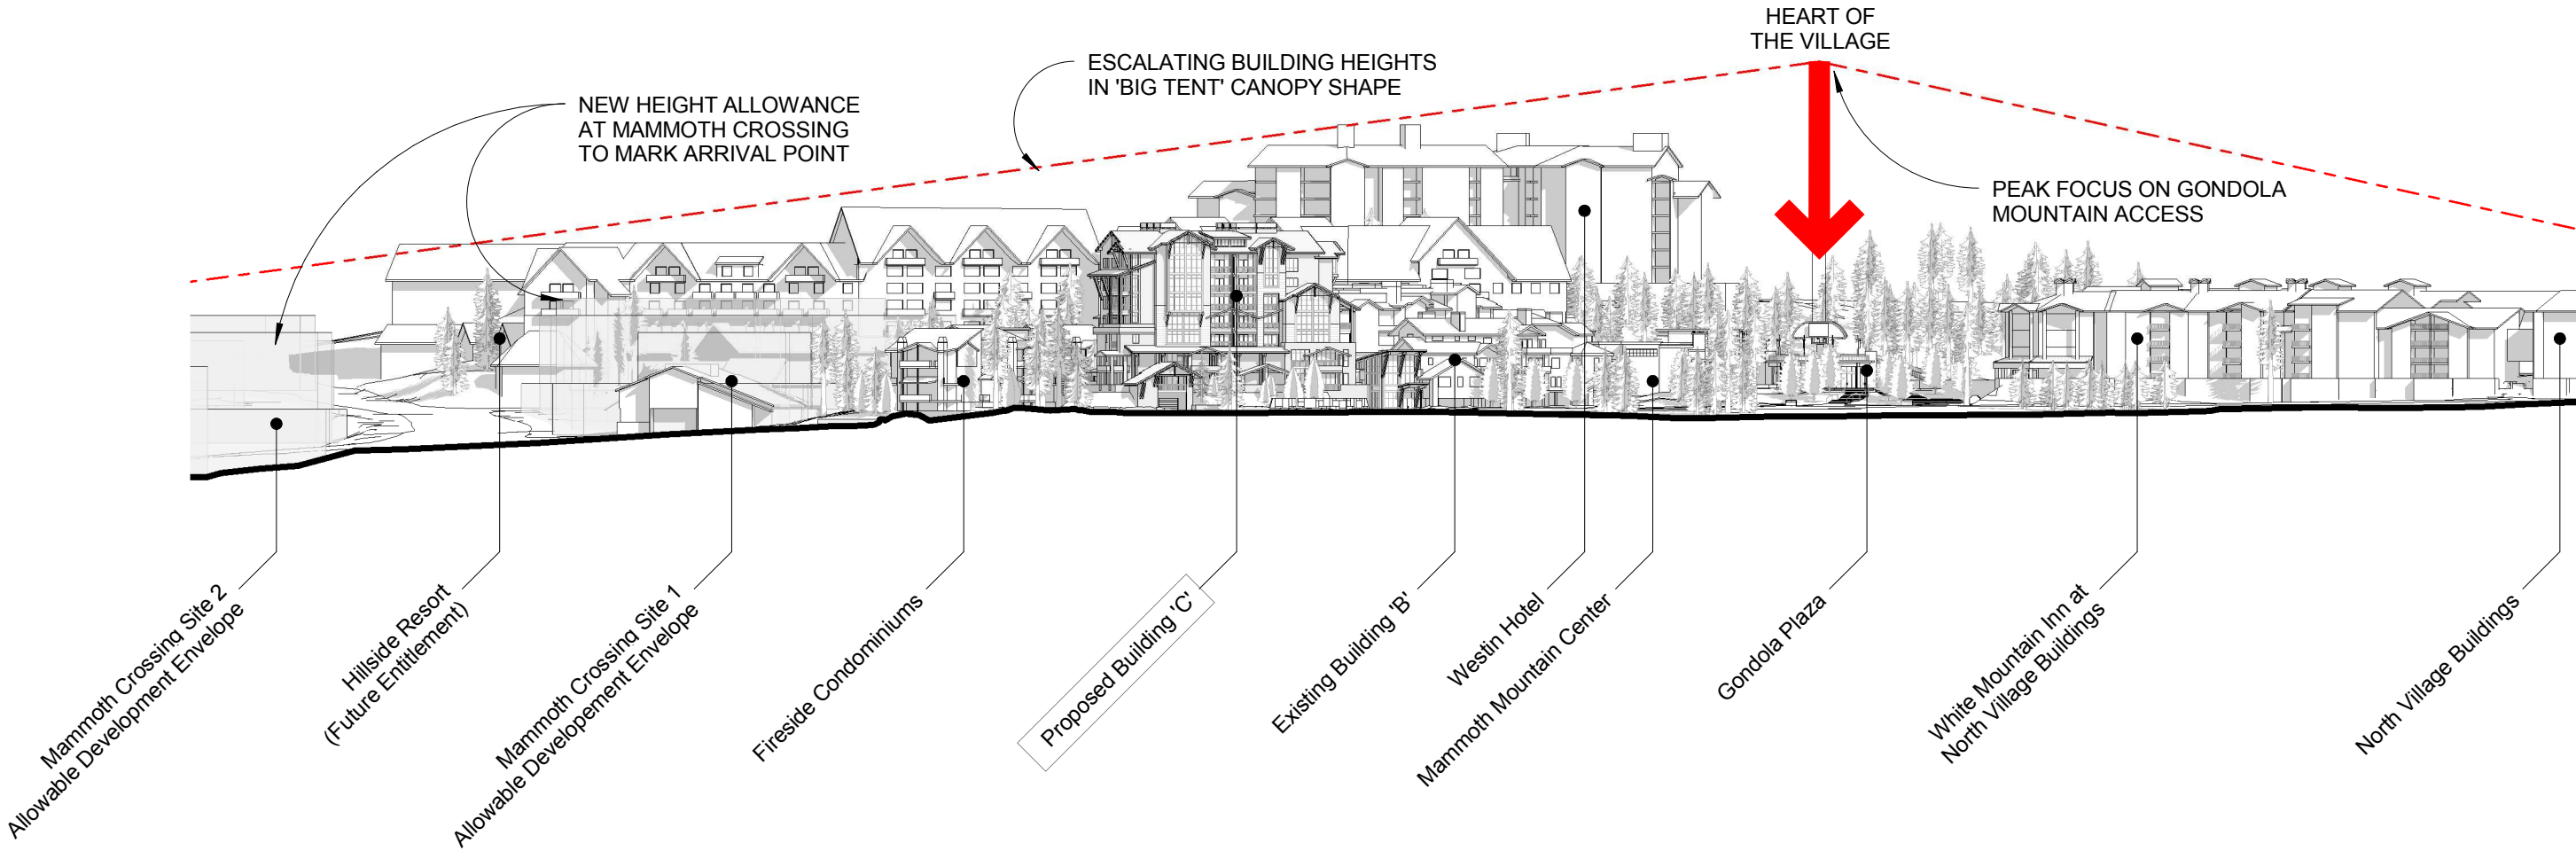 HEART OF
THE VILLAGE
ESCALATING BUILDING HEIGHTS
IN 'BIG TENT' CANOPY SHAPE
NEW HEIGHT ALLOWANCE
AT MAMMOTH CROSSING
TO MARK ARRIVAL POINT
PEAK FOCUS ON GONDOLA
MOUNTAIN ACCESS
Mammoth Crossing Site 2
Allowable Development Envelope
Hillside Resort
(Future Entitlement)
Mammoth Crossing Site 1
Allowable Developement Envelope
Fireside Condominiums
Proposed Building 'C'
Existing Building 'B'
Westin Hotel
Mammoth Mountain Center
Gondola Plaza
White Mountain Inn at
North Village Buildings
North Village Buildings